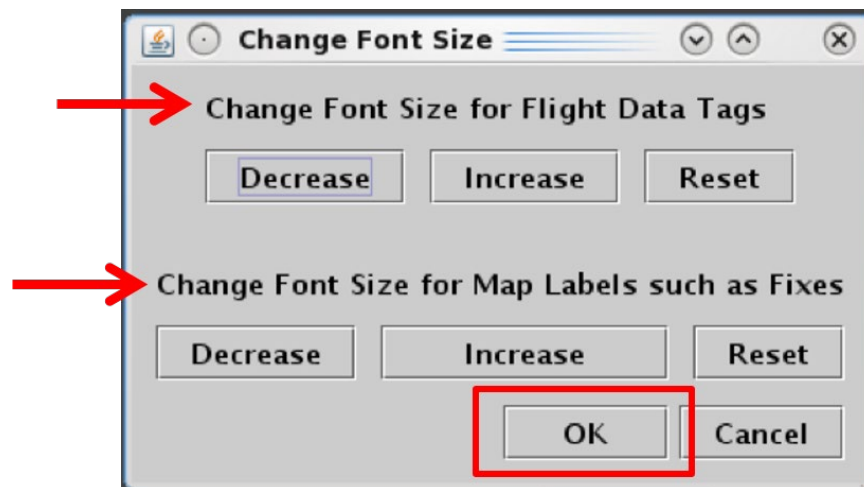 Change Font Size
Change Font Size for Flight Data Tags
Decrease Increase Reset
Change Font Size for Map Labels such as Fixes
Decrease Increase Reset
OK Cancel